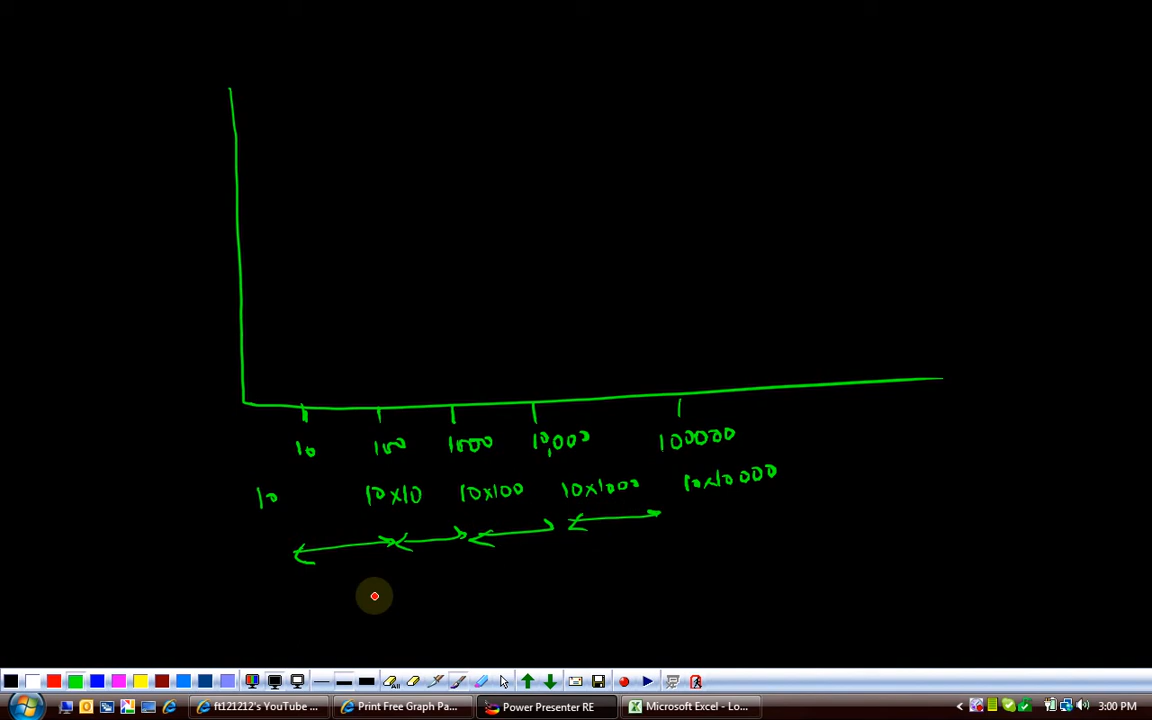 10 100 1000 10,000 100000
10 10x10 10x100 10x1000 10x10000
All
ft121212's YouTube ... Print Free Graph Pa... Power Presenter RE Microsoft Excel - Lo... 3:00 PM